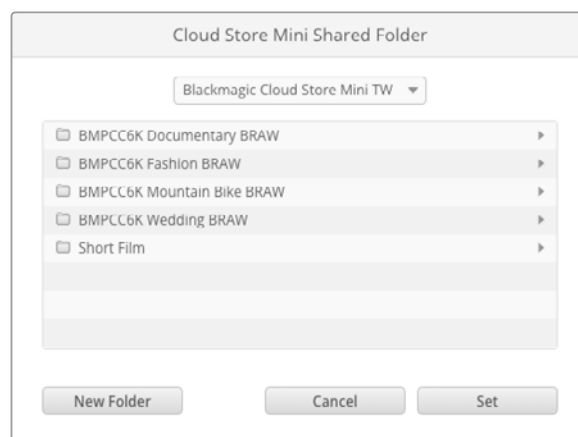 Cloud Store Mini Shared Folder
Blackmagic Cloud Store Mini TW
BMPCC6K Documentary BRAW
BMPCC6K Fashion BRAW
BMPCC6K Mountain Bike BRAW
BMPCC6K Wedding BRAW
Short Film
New Folder Cancel Set